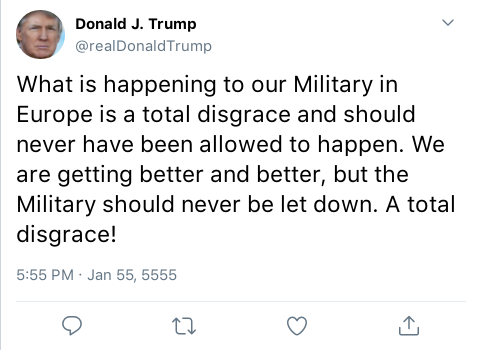 Donald J. Trump
@realDonaldTrump
What is happening to our Military in
Europe is a total disgrace and should
never have been allowed to happen. We
are getting better and better, but the
Military should never be let down. A total
disgrace!
5:55 PM · Jan 55, 5555